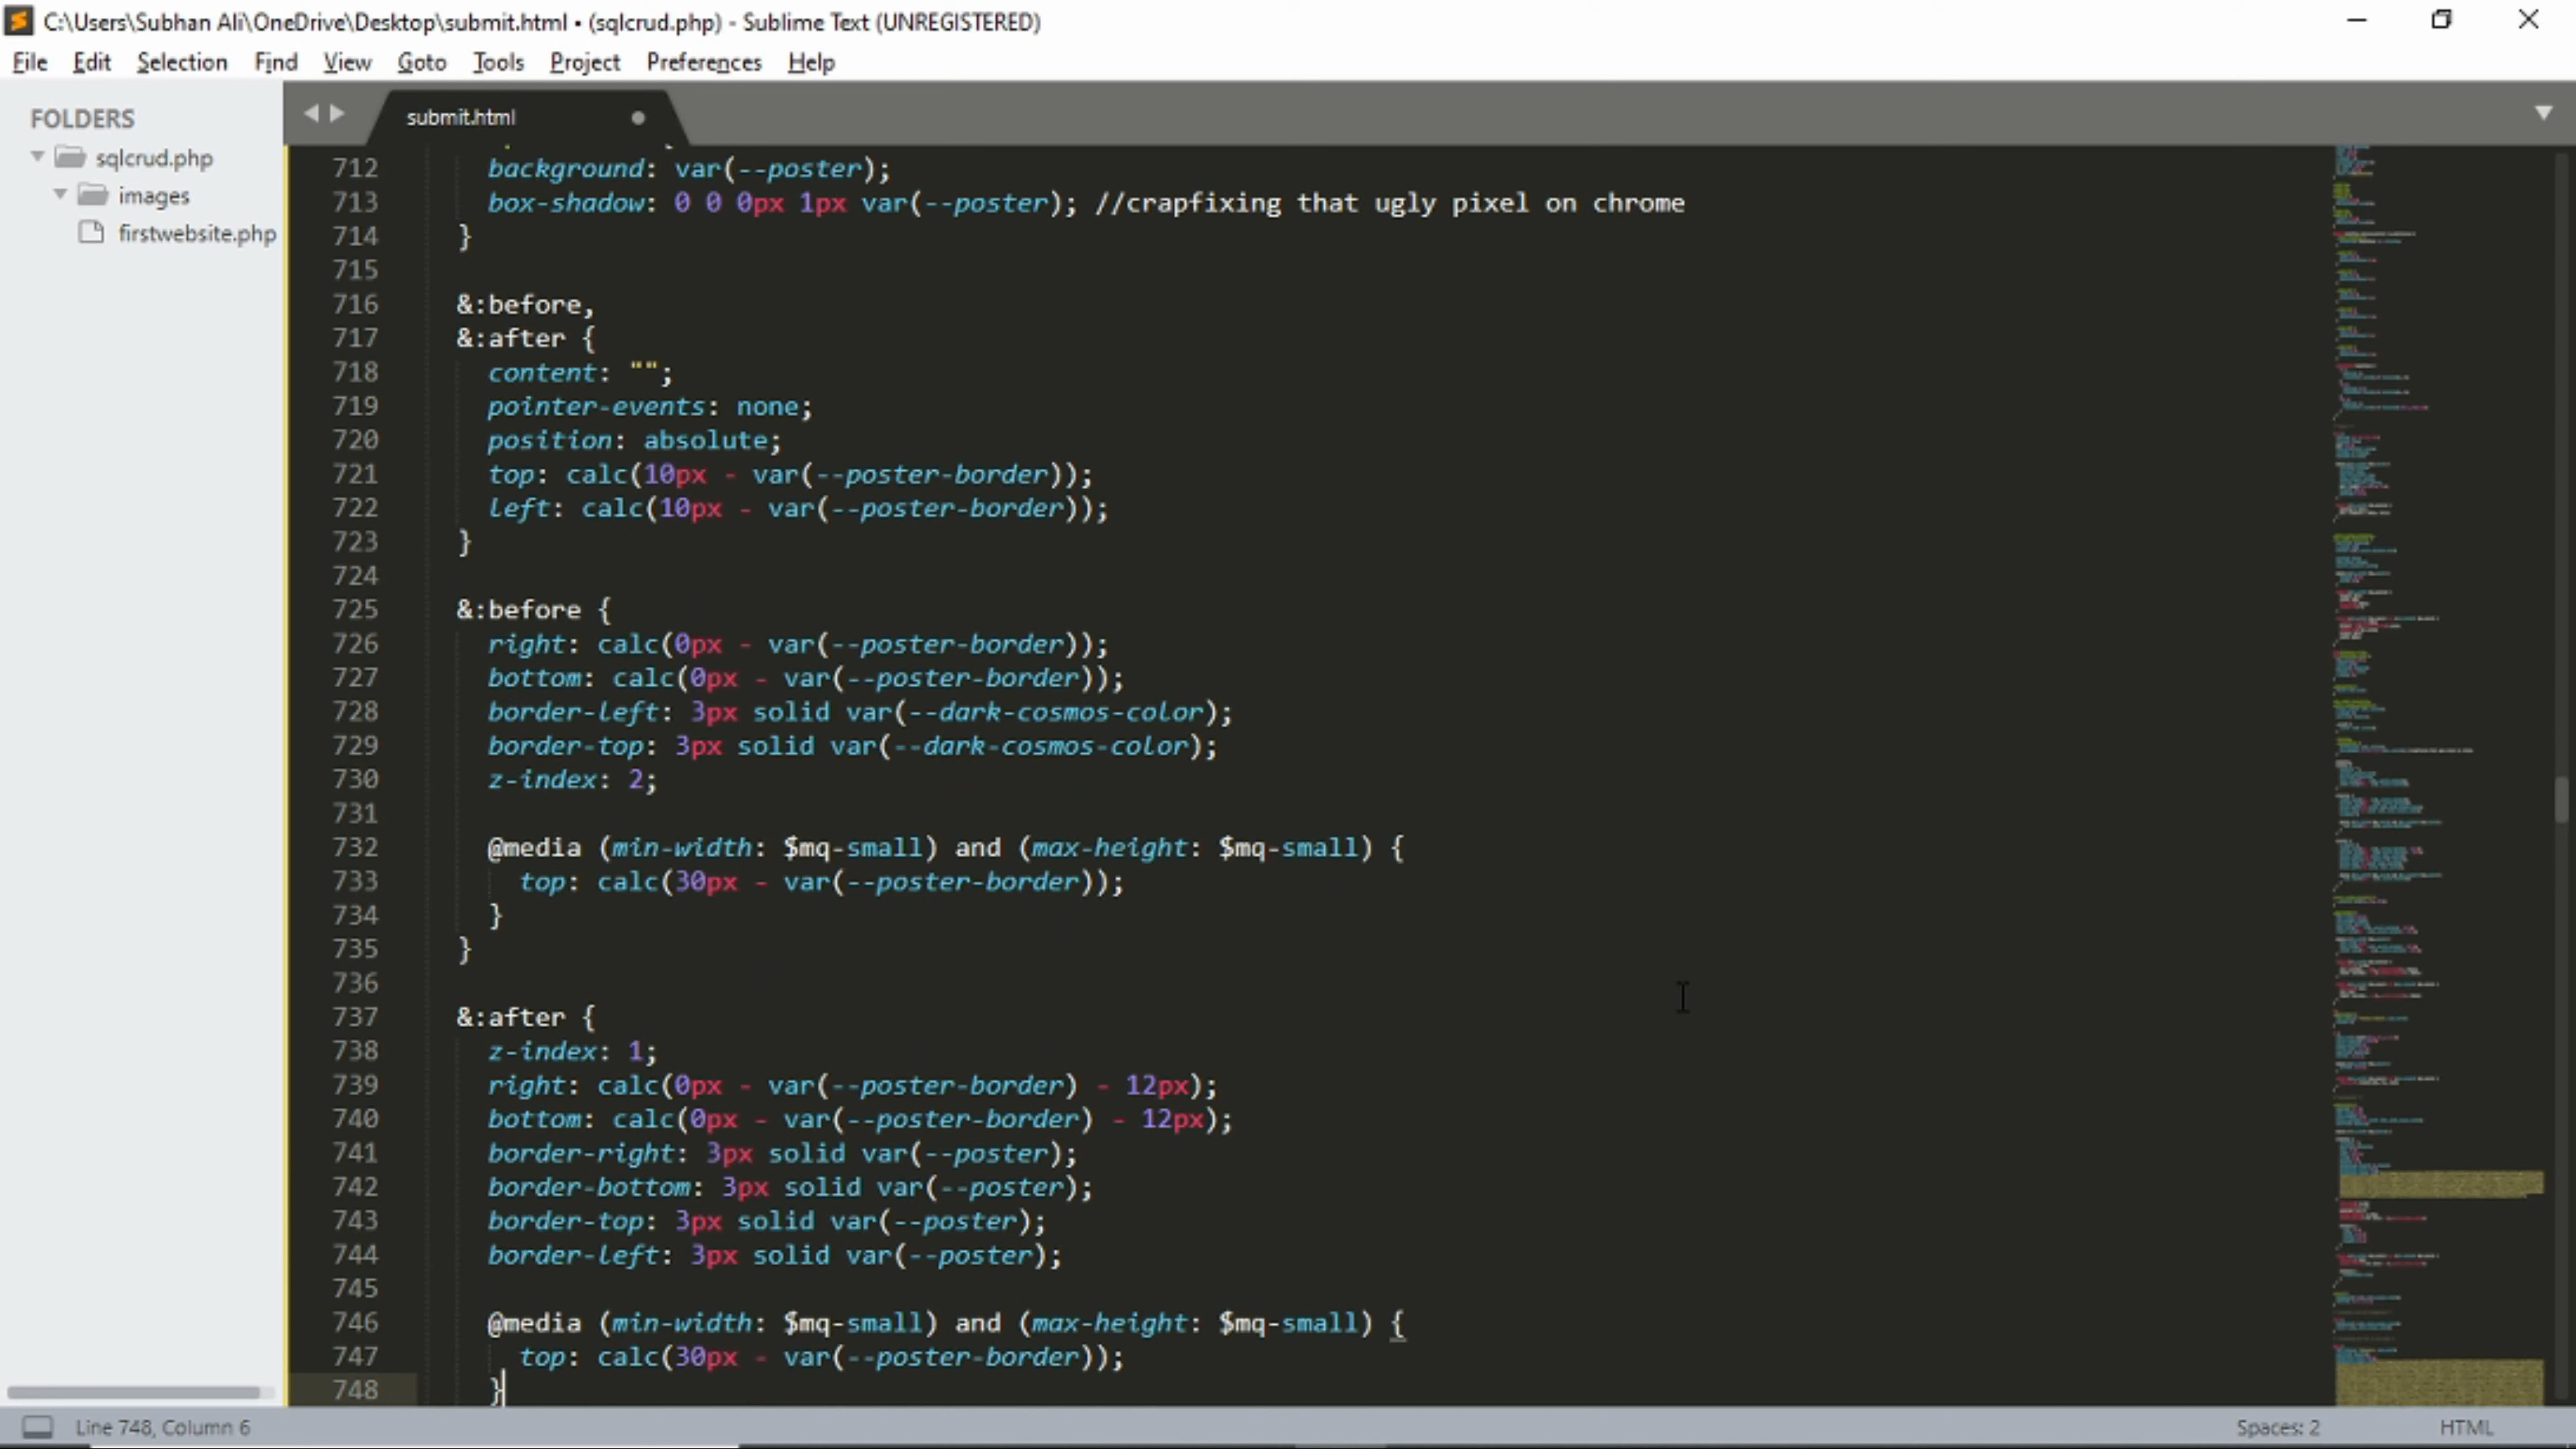 C:\Users\Subhan Ali\OneDrive\Desktop\submit.html • (sqlcrud.php) - Sublime Text (UNREGISTERED)
File Edit Selection Find View Goto Tools Project Preferences Help
FOLDERS
sqlcrud.php
images
firstwebsite.php
submit.html
712 background: var(--poster);
713 box-shadow: 0 0 0px 1px var(--poster); //crapfixing that ugly pixel on chrome
714 }
715
716 &:before,
717 &:after {
718 content: "";
719 pointer-events: none;
720 position: absolute;
721 top: calc(10px - var(--poster-border));
722 left: calc(10px - var(--poster-border));
723 }
724
725 &:before {
726 right: calc(0px - var(--poster-border));
727 bottom: calc(0px - var(--poster-border));
728 border-left: 3px solid var(--dark-cosmos-color);
729 border-top: 3px solid var(--dark-cosmos-color);
730 z-index: 2;
731
732 @media (min-width: $mq-small) and (max-height: $mq-small) {
733 top: calc(30px - var(--poster-border));
734 }
735 }
736
737 &:after {
738 z-index: 1;
739 right: calc(0px - var(--poster-border) - 12px);
740 bottom: calc(0px - var(--poster-border) - 12px);
741 border-right: 3px solid var(--poster);
742 border-bottom: 3px solid var(--poster);
743 border-top: 3px solid var(--poster);
744 border-left: 3px solid var(--poster);
745
746 @media (min-width: $mq-small) and (max-height: $mq-small) {
747 top: calc(30px - var(--poster-border));
748 }
Line 748, Column 6
Spaces: 2
HTML